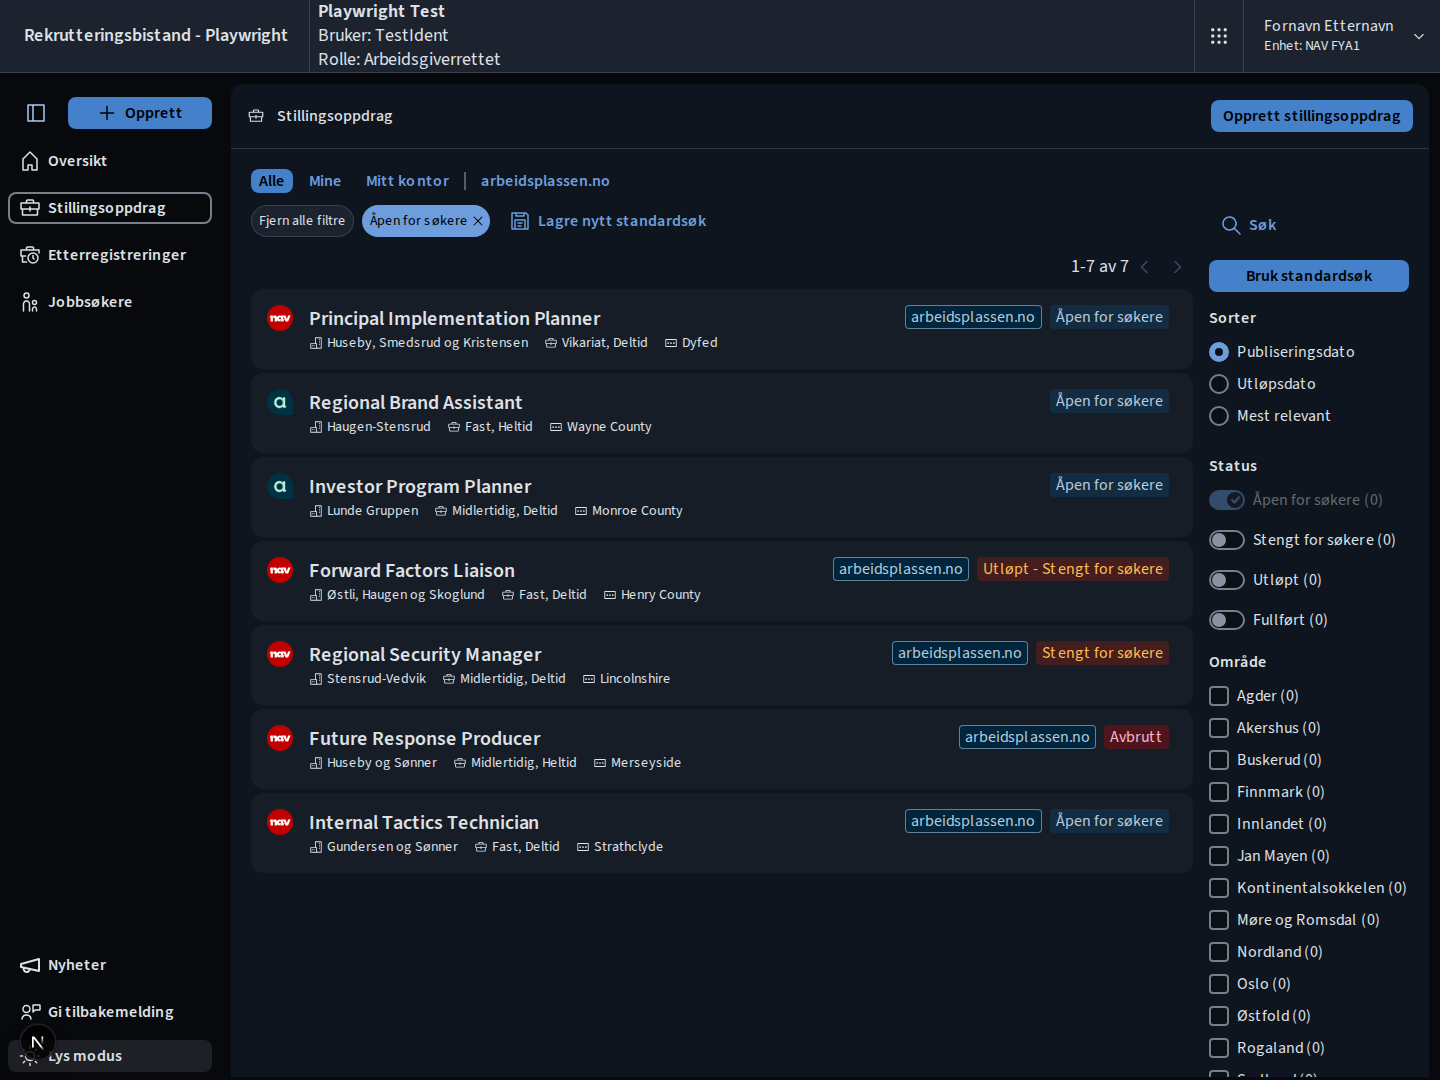 Rekrutteringsbistand - Playwright
Playwright Test
Bruker: TestIdent
Rolle: Arbeidsgiverrettet
Fornavn Etternavn
Enhet: NAV FYA1
Opprett
Oversikt
Stillingsoppdrag
Etterregistreringer
Jobbsøkere
Nyheter
Gi tilbakemelding
N
Lys modus
Stillingsoppdrag
Opprett stillingsoppdrag
Alle Mine Mitt kontor arbeidsplassen.no
Fjern alle filtre Åpen for søkere Lagre nytt standardsøk
1-7 av 7
nav Principal Implementation Planner arbeidsplassen.no Åpen for søkere
Huseby, Smedsrud og Kristensen Vikariat, Deltid Dyfed
a Regional Brand Assistant Åpen for søkere
Haugen-Stensrud Fast, Heltid Wayne County
a Investor Program Planner Åpen for søkere
Lunde Gruppen Midlertidig, Deltid Monroe County
nav Forward Factors Liaison arbeidsplassen.no Utløpt - Stengt for søkere
Østli, Haugen og Skoglund Fast, Deltid Henry County
nav Regional Security Manager arbeidsplassen.no Stengt for søkere
Stensrud-Vedvik Midlertidig, Deltid Lincolnshire
nav Future Response Producer arbeidsplassen.no Avbrutt
Huseby og Sønner Midlertidig, Heltid Merseyside
nav Internal Tactics Technician arbeidsplassen.no Åpen for søkere
Gundersen og Sønner Fast, Deltid Strathclyde
Søk
Bruk standardsøk
Sorter
Publiseringsdato
Utløpsdato
Mest relevant
Status
Åpen for søkere (0)
Stengt for søkere (0)
Utløpt (0)
Fullført (0)
Område
Agder (0)
Akershus (0)
Buskerud (0)
Finnmark (0)
Innlandet (0)
Jan Mayen (0)
Kontinentalsokkelen (0)
Møre og Romsdal (0)
Nordland (0)
Oslo (0)
Østfold (0)
Rogaland (0)